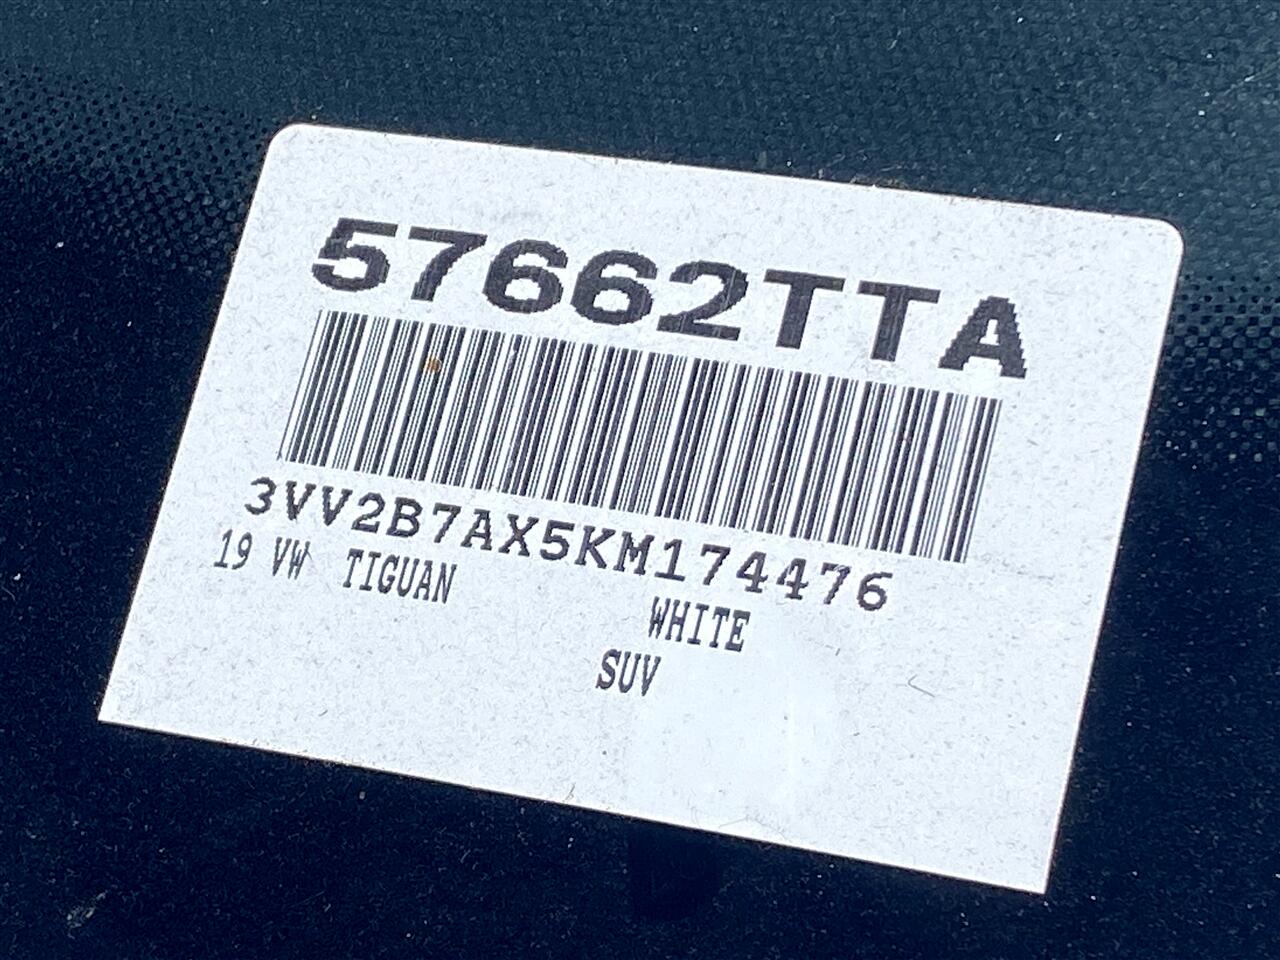 57662TTA
3VV2B7AX5KM174476
19 VW TIGUAN
WHITE
SUV